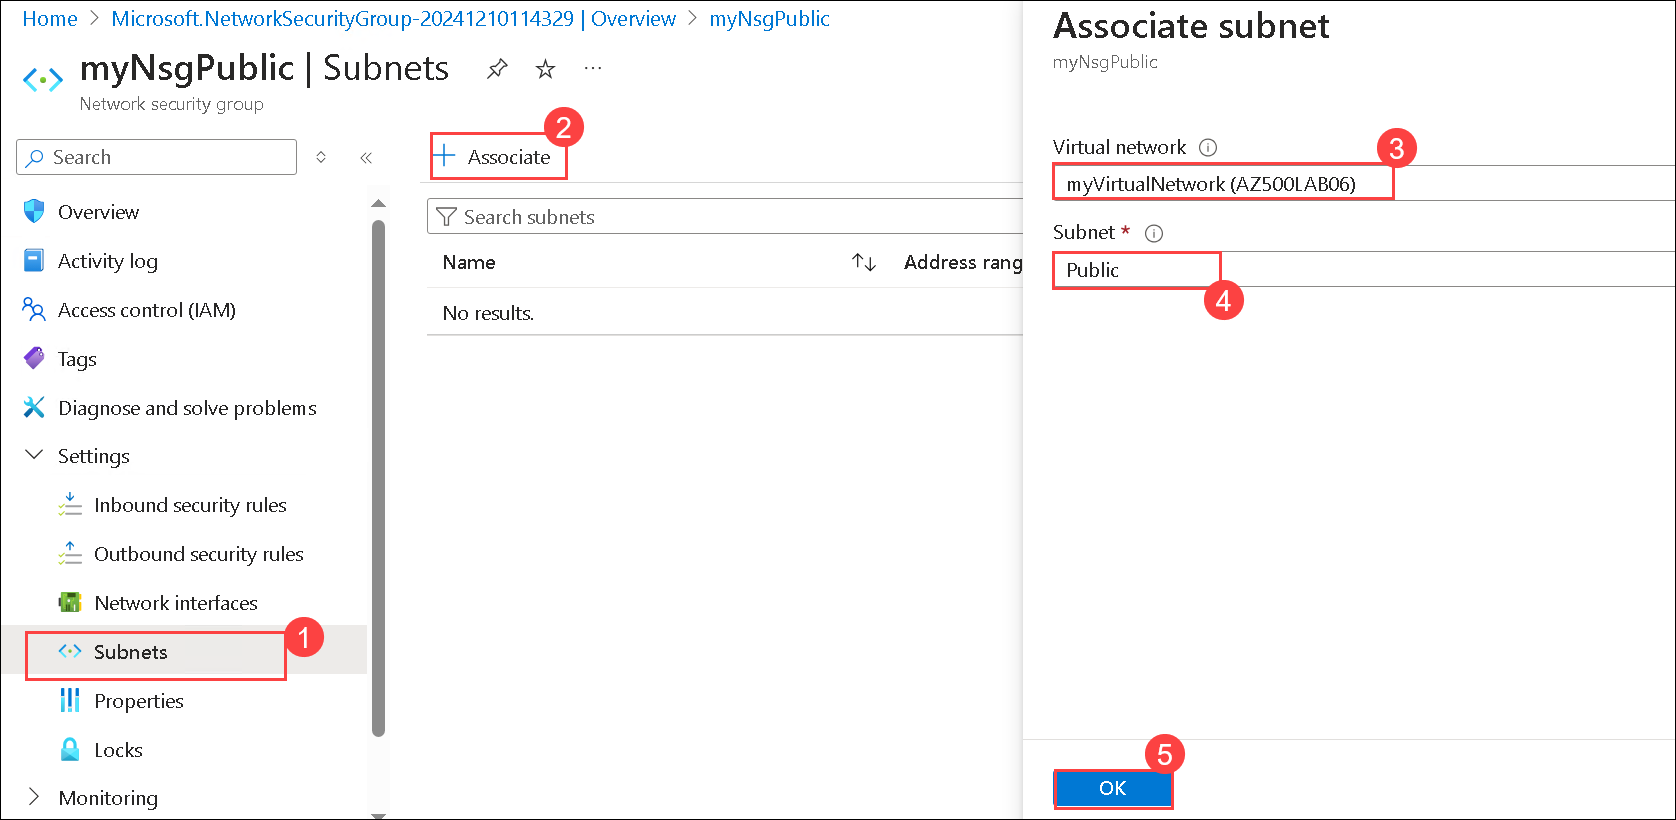 Home > Microsoft.NetworkSecurityGroup-20241210114329 | Overview > myNsgPublic
myNsgPublic | Subnets
Network security group
Search
Overview
Activity log
Access control (IAM)
Tags
Diagnose and solve problems
Settings
Inbound security rules
Outbound security rules
Network interfaces
Subnets
1
Properties
Locks
Monitoring
2
Associate
Search subnets
Name Address rang
No results.
Associate subnet
myNsgPublic
Virtual network
3
myVirtualNetwork (AZ500LAB06)
Subnet *
Public
4
5
OK